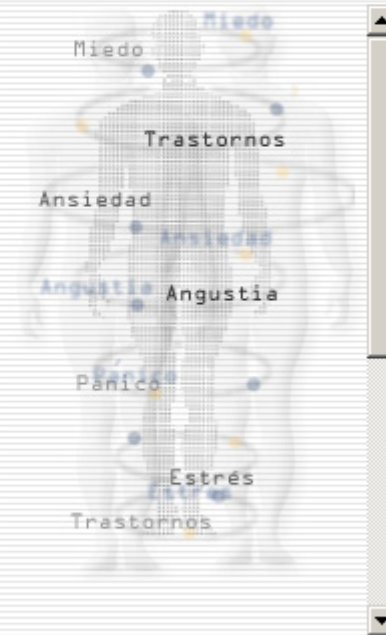 Miedo
Miedo
Trastornos
Ansiedad
Ansiedad
Angustia
Angustia
Pánico
Pánico
Estrés
Estrés
Trastornos